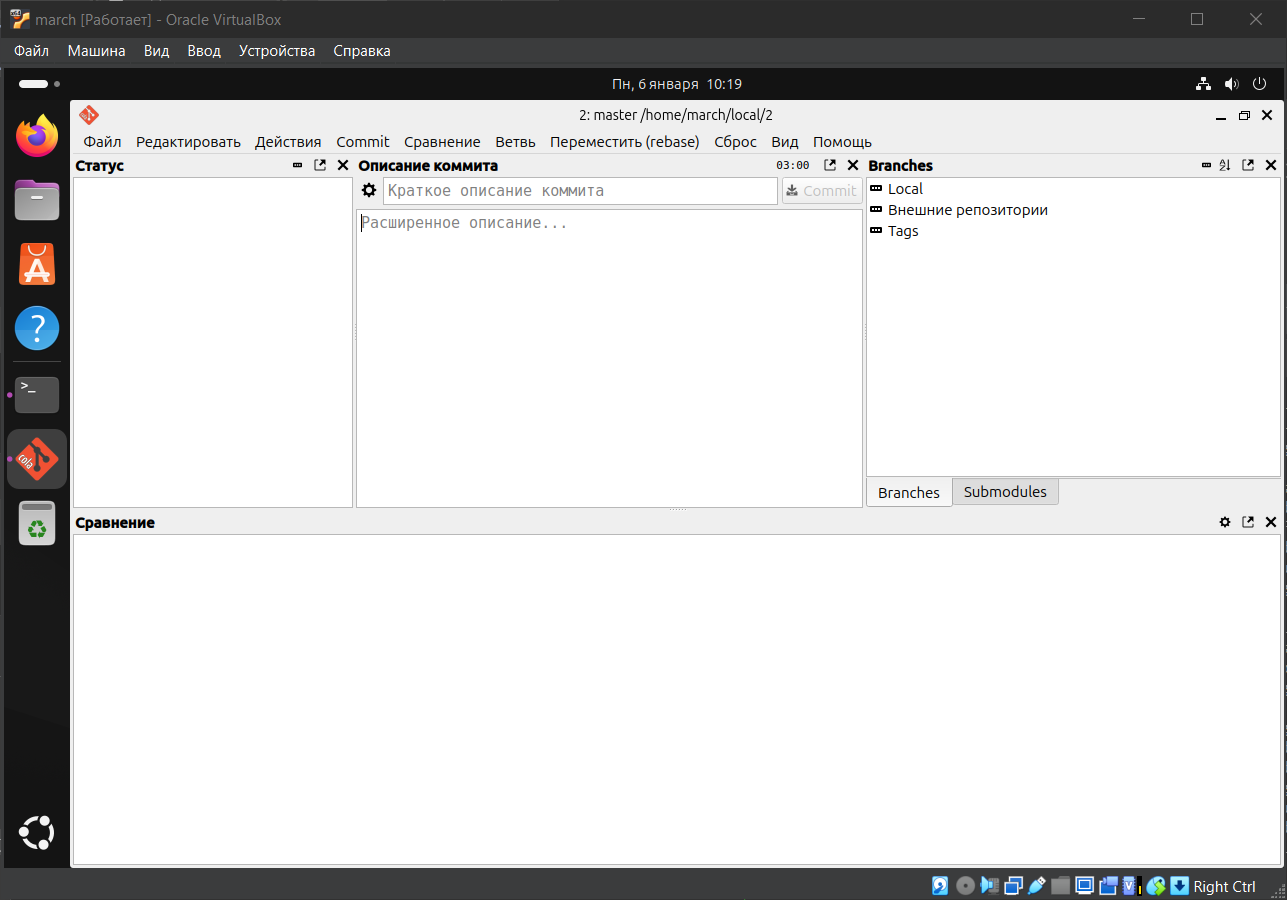 march [Работает] - Oracle VirtualBox
Файл Машина Вид Ввод Устройства Справка
Пн, 6 января 10:19
2: master /home/march/local/2
Файл Редактировать Действия Commit Сравнение Ветвь Переместить (rebase) Сброс Вид Помощь
Статус
Описание коммита 03:00
Краткое описание коммита Commit
Расширенное описание...
Branches
Local
Внешние репозитории
Tags
Branches Submodules
Сравнение
cola
Right Ctrl